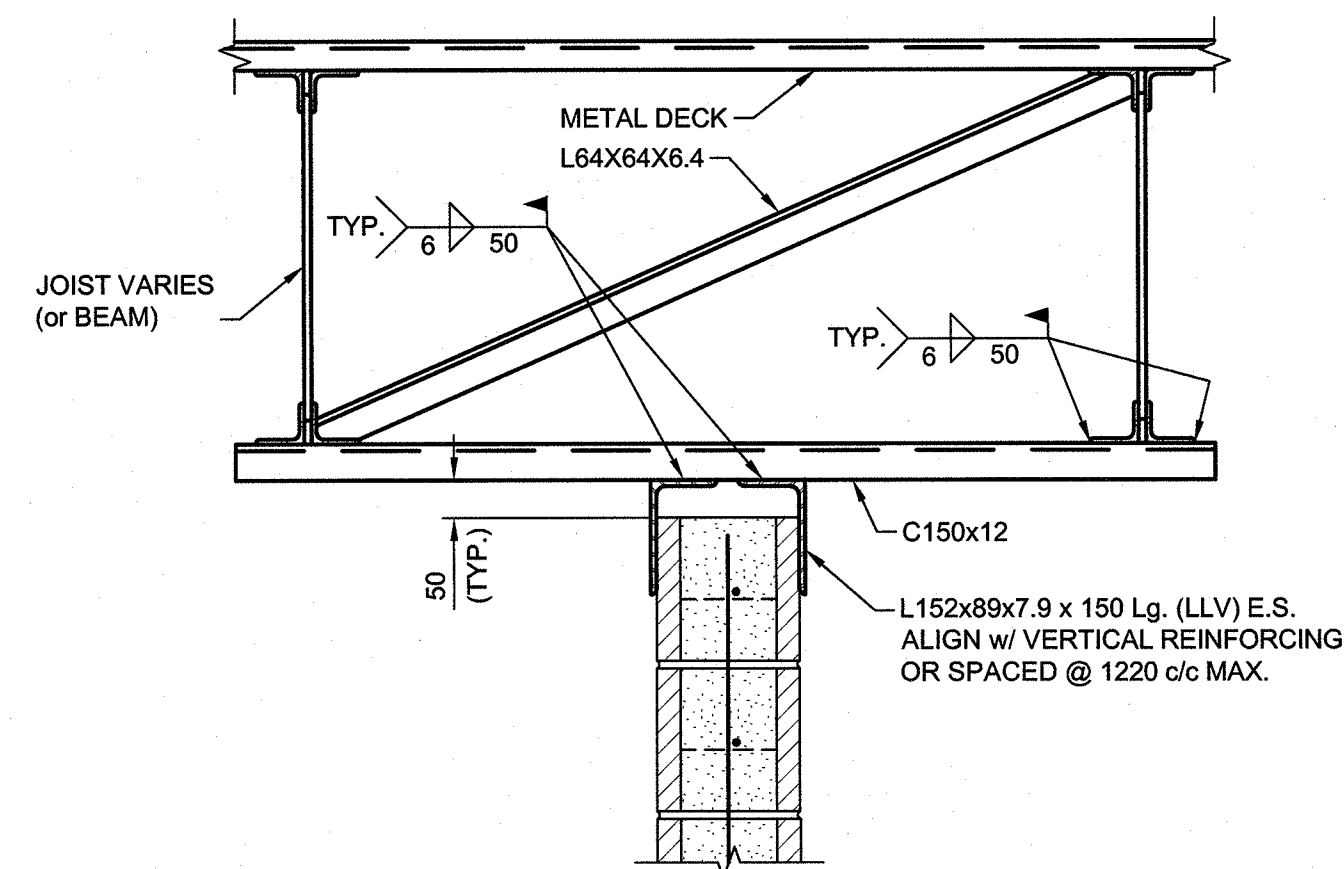 METAL DECK
L64X64X6.4
TYP.
6
50
JOIST VARIES
(or BEAM)
TYP.
6
50
50
(TYP.)
C150x12
L152x89x7.9 x 150 Lg. (LLV) E.S.
ALIGN w/ VERTICAL REINFORCING
OR SPACED @ 1220 c/c MAX.